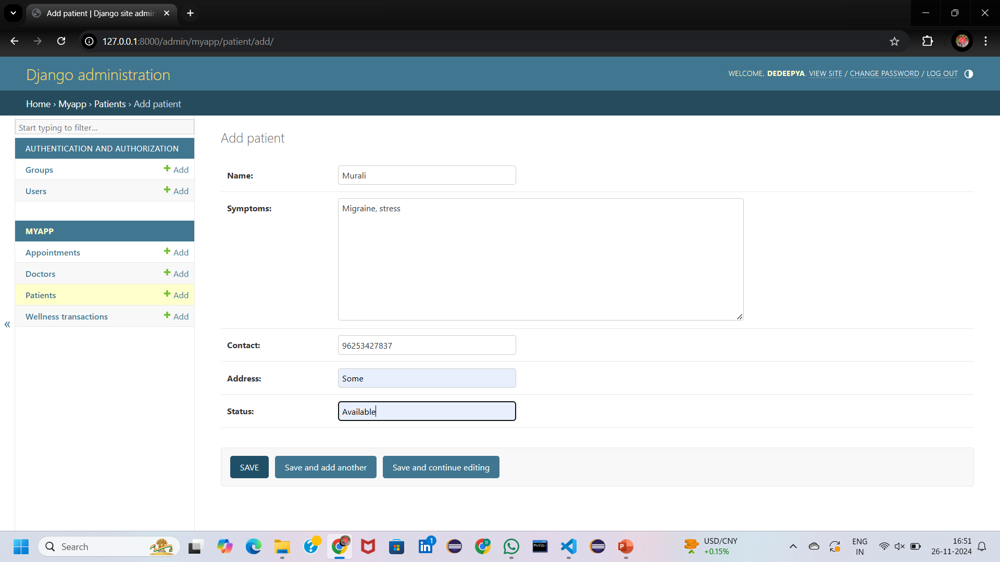 Add patient | Django site admin
127.0.0.1:8000/admin/myapp/patient/add/
Django administration
WELCOME, DEDEEPYA. VIEW SITE / CHANGE PASSWORD / LOG OUT
Home › Myapp › Patients › Add patient
Start typing to filter...
AUTHENTICATION AND AUTHORIZATION
Groups Add
Users Add
MYAPP
Appointments Add
Doctors Add
Patients Add
Wellness transactions Add
«
Add patient
Name: Murali
Symptoms: Migraine, stress
Contact: 96253427837
Address: Some
Status: Available
SAVE Save and add another Save and continue editing
Search
1
USD/CNY
+0.15%
ENG
IN
16:51
26-11-2024